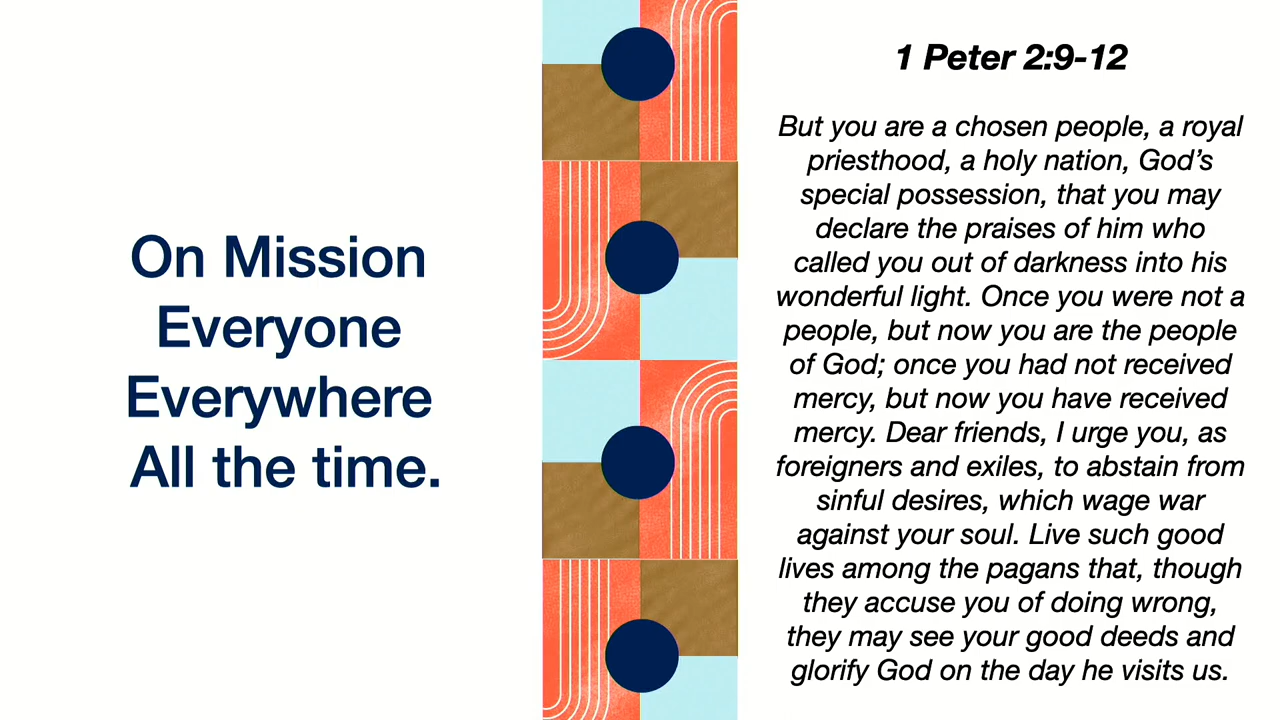 On Mission
Everyone
Everywhere
All the time.
1 Peter 2:9-12
But you are a chosen people, a royal
priesthood, a holy nation, God’s
special possession, that you may
declare the praises of him who
called you out of darkness into his
wonderful light. Once you were not a
people, but now you are the people
of God; once you had not received
mercy, but now you have received
mercy. Dear friends, I urge you, as
foreigners and exiles, to abstain from
sinful desires, which wage war
against your soul. Live such good
lives among the pagans that, though
they accuse you of doing wrong,
they may see your good deeds and
glorify God on the day he visits us.